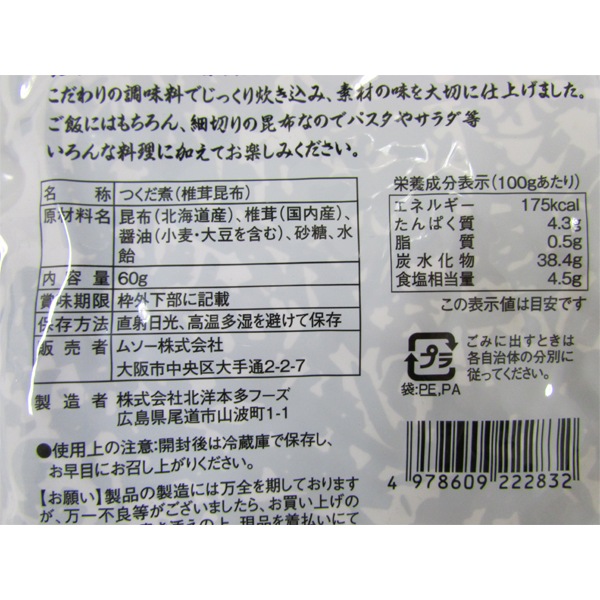 こだわりの調味料でじっくり炊き込み、素材の味を大切に仕上げました。
ご飯にはもちろん、細切りの昆布なのでパスタやサラダ等
いろんな料理に加えてお楽しみください。
名称 つくだ煮(椎茸昆布)
原材料名 昆布(北海道産)、椎茸(国内産)、
醤油(小麦・大豆を含む)、砂糖、水
飴
内容量 60g
賞味期限 枠外下部に記載
保存方法 直射日光、高温多湿を避けて保存
販売者 ムソー株式会社
大阪市中央区大手通2-2-7
製造者 株式会社北洋本多フーズ
広島県尾道市山波町1-1
●使用上の注意:開封後は冷蔵庫で保存し、
お早目にお召し上がりください。
【お願い】製品の製造には万全を期しております
が、万一不良等がございましたら、お買い上げの
栄養成分表示(100gあたり)
エネルギー 175kcal
たんぱく質 4.3g
脂質 0.5g
炭水化物 38.4g
食塩相当量 4.5g
この表示値は目安です
プラ
袋:PE,PA
ごみに出すときは
各自治体の分別に
従ってください。
4 978609 222832